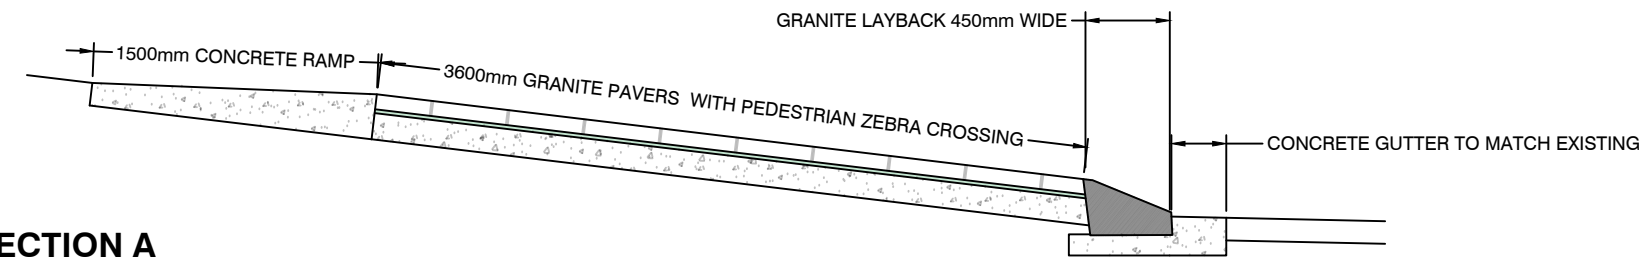 GRANITE LAYBACK 450mm WIDE
1500mm CONCRETE RAMP
3600mm GRANITE PAVERS WITH PEDESTRIAN ZEBRA CROSSING
CONCRETE GUTTER TO MATCH EXISTING
ECTION A